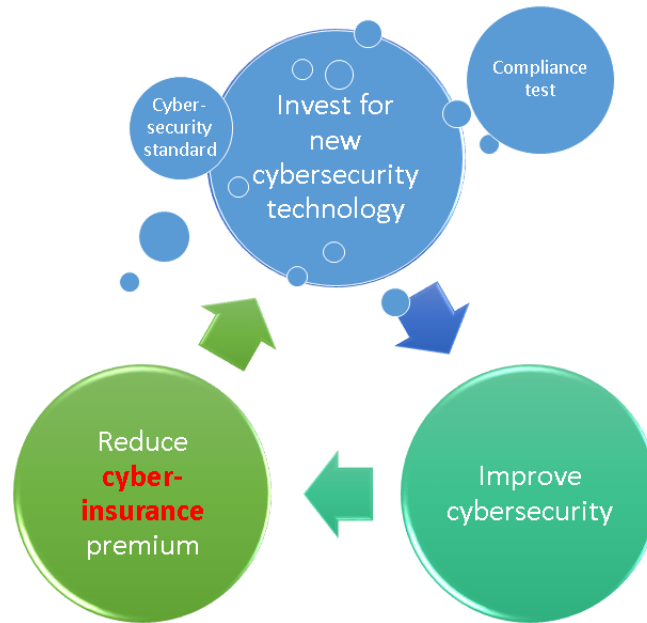 Compliance
test
Cyber-
security
standard
Invest for
new
cybersecurity
technology
Reduce
cyber-
insurance
premium
Improve
cybersecurity